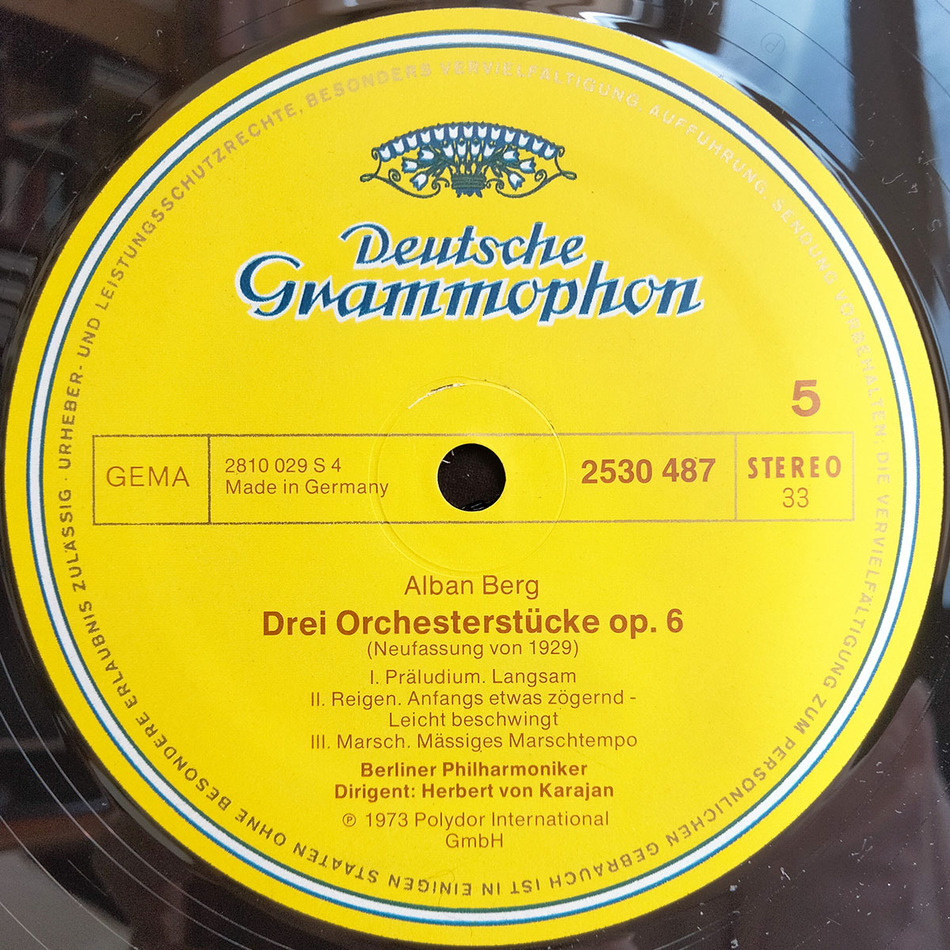 Deutsche
Grammophon
5
GEMA
2810 029 S 4
Made in Germany
2530 487
STEREO
33
Alban Berg
Drei Orchesterstücke op. 6
(Neufassung von 1929)
I. Präludium. Langsam
II. Reigen. Anfangs etwas zögernd -
Leicht beschwingt
III. Marsch. Mässiges Marschtempo
Berliner Philharmoniker
Dirigent: Herbert von Karajan
℗ 1973 Polydor International
GmbH
URHEBER- UND LEISTUNGSSCHUTZRECHTE, BESONDERS VERVIELFÄLTIGUNG, AUFFÜHRUNG, SENDUNG VORBEHALTEN · DIE VERVIELFÄLTIGUNG ZUM PERSÖNLICHEN GEBRAUCH IST IN EINIGEN STAATEN OHNE BESONDERE ERLAUBNIS ZULÄSSIG ·